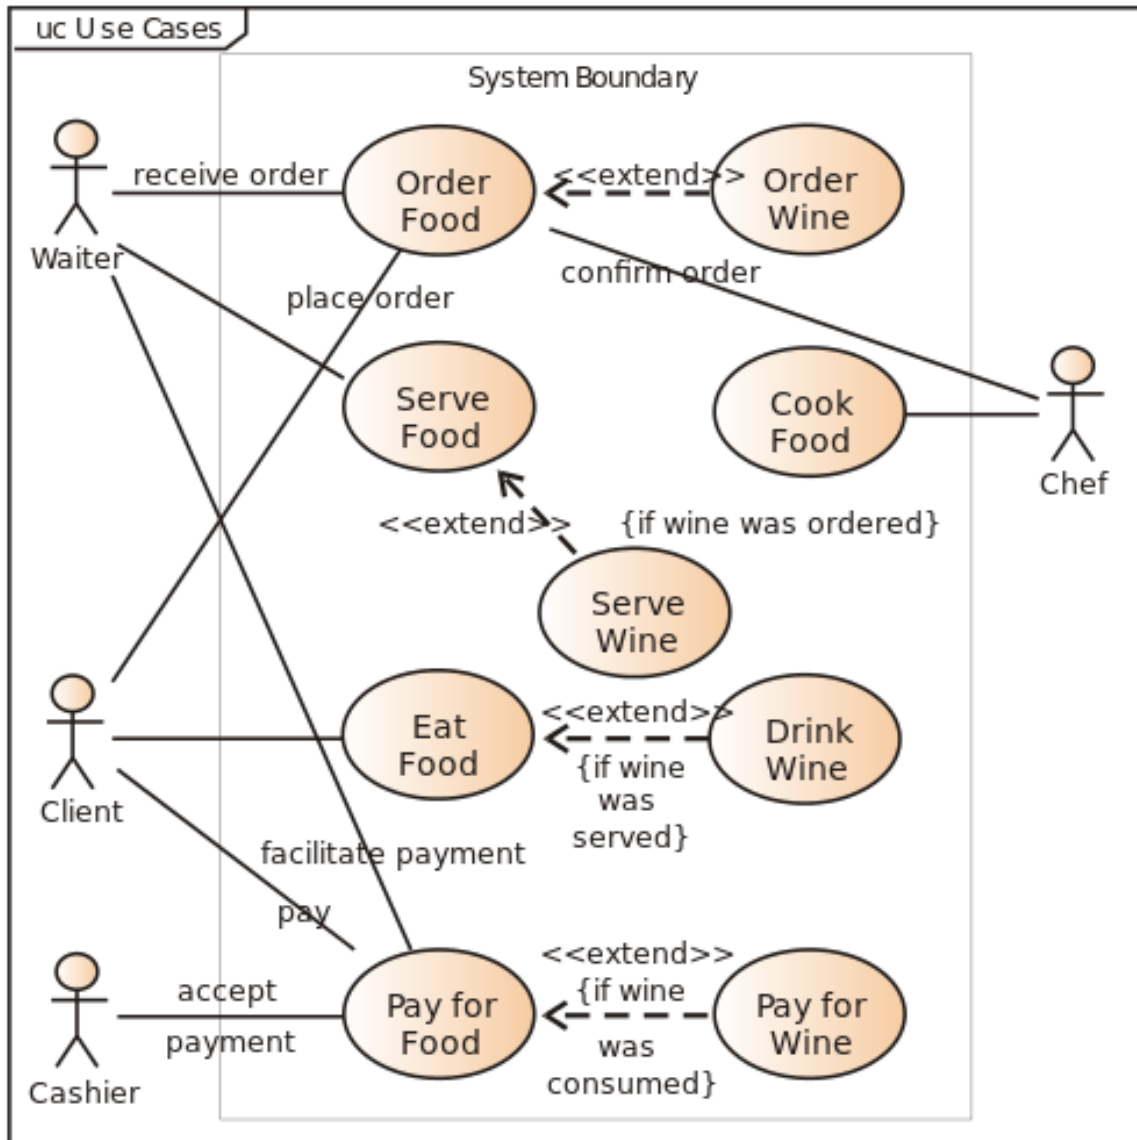 uc Use Cases
System Boundary
receive order
Order
Food
<<extend>>
Order
Wine
Waiter
place order
confirm order
Serve
Food
Cook
Food
Chef
<<extend>>
{if wine was ordered}
Serve
Wine
Eat
Food
<<extend>>
{if wine
was
served}
Drink
Wine
Client
facilitate payment
pay
accept
payment
Cashier
Pay for
Food
<<extend>>
{if wine
was
consumed}
Pay for
Wine